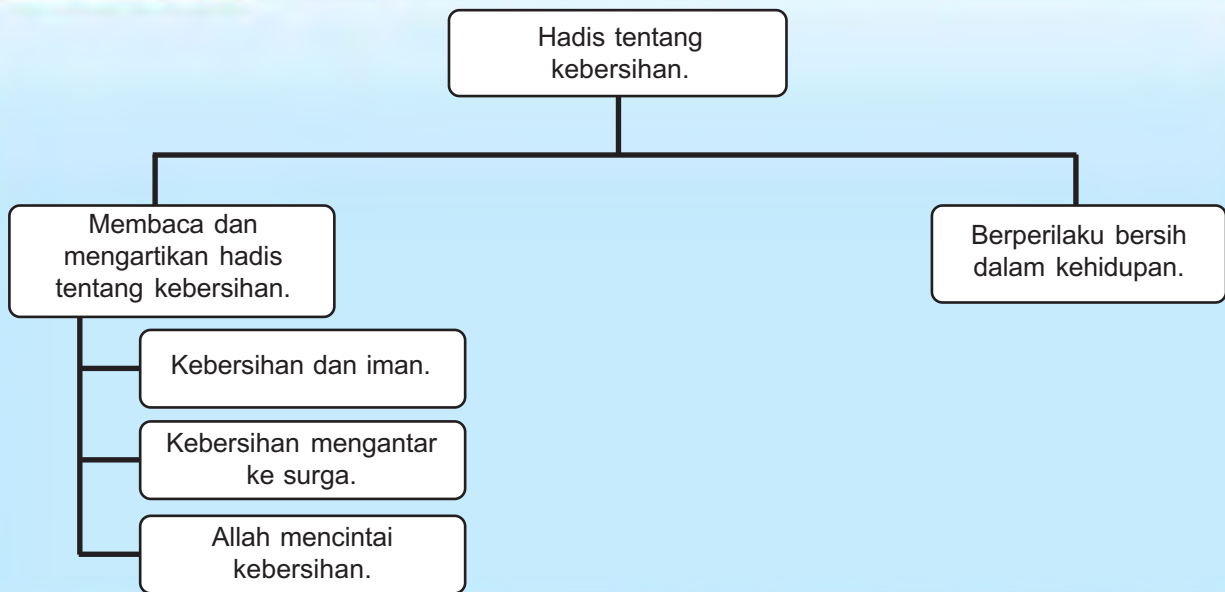 Hadis tentang
kebersihan.
Membaca dan
mengartikan hadis
tentang kebersihan.
Berperilaku bersih
dalam kehidupan.
Kebersihan dan iman.
Kebersihan mengantar
ke surga.
Allah mencintai
kebersihan.